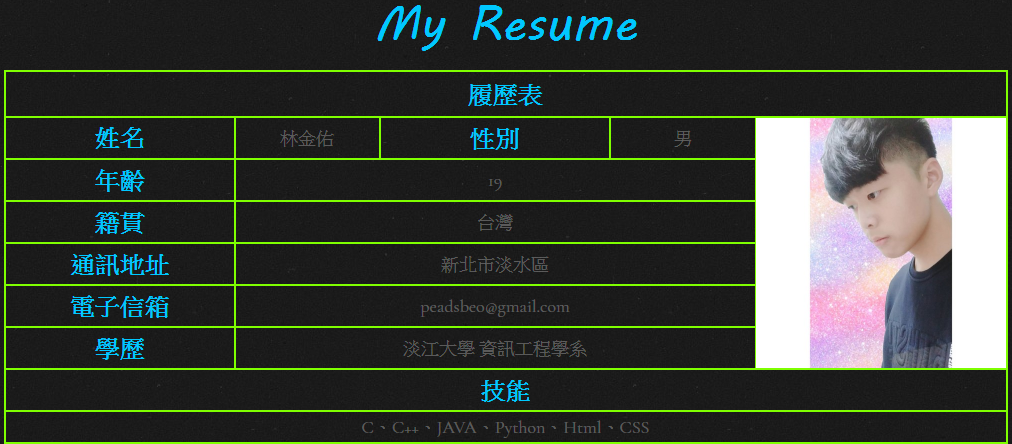 My Resume
履歷表
姓名 林金佑 性別 男
年齡 19
籍貫 台灣
通訊地址 新北市淡水區
電子信箱 peadsbeo@gmail.com
學歷 淡江大學 資訊工程學系
技能
C、C++、JAVA、Python、Html、CSS